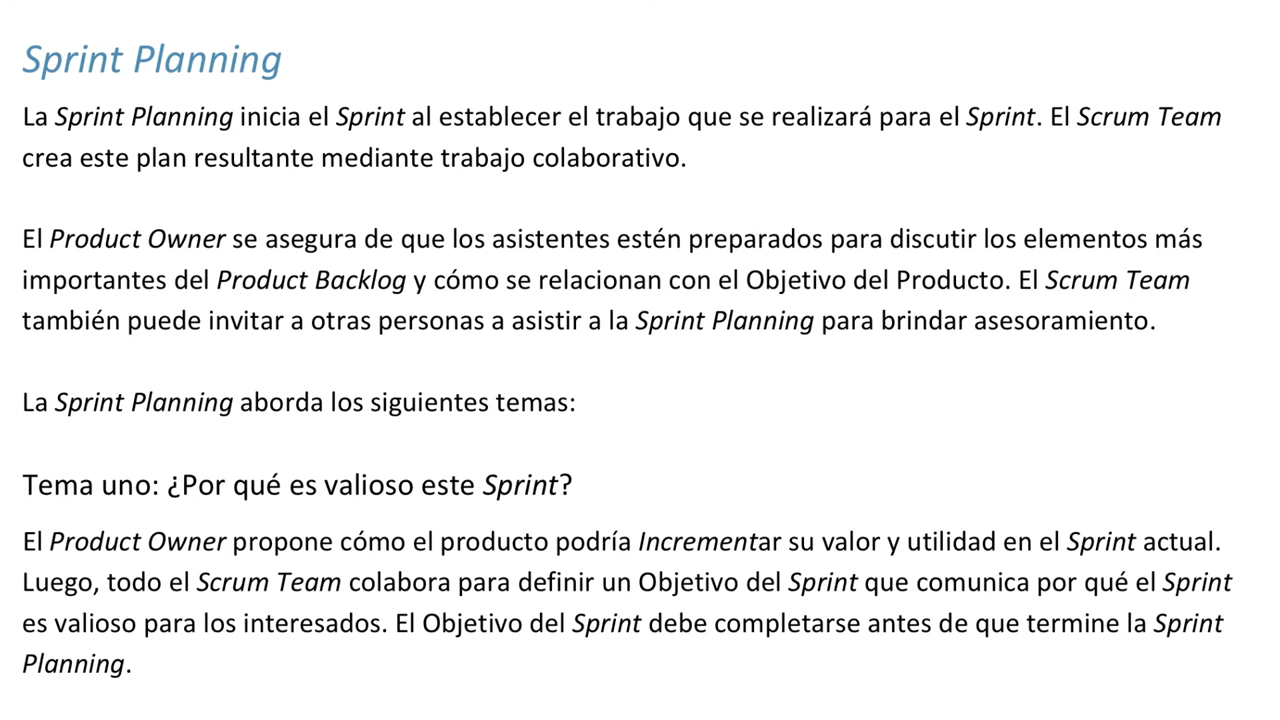 Sprint Planning
La Sprint Planning inicia el Sprint al establecer el trabajo que se realizará para el Sprint. El Scrum Team
crea este plan resultante mediante trabajo colaborativo.
El Product Owner se asegura de que los asistentes estén preparados para discutir los elementos más
importantes del Product Backlog y cómo se relacionan con el Objetivo del Producto. El Scrum Team
también puede invitar a otras personas a asistir a la Sprint Planning para brindar asesoramiento.
La Sprint Planning aborda los siguientes temas:
Tema uno: ¿Por qué es valioso este Sprint?
El Product Owner propone cómo el producto podría Incrementar su valor y utilidad en el Sprint actual.
Luego, todo el Scrum Team colabora para definir un Objetivo del Sprint que comunica por qué el Sprint
es valioso para los interesados. El Objetivo del Sprint debe completarse antes de que termine la Sprint
Planning.